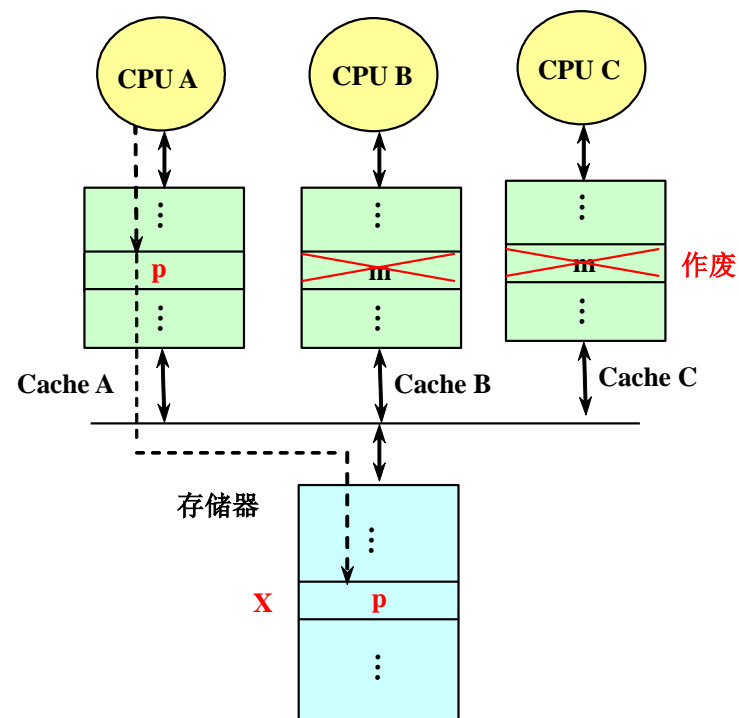 CPU A
CPU B
CPU C
⋮
⋮
⋮
p
m
m
作废
⋮
⋮
⋮
Cache A
Cache B
Cache C
存储器
⋮
X
p
⋮